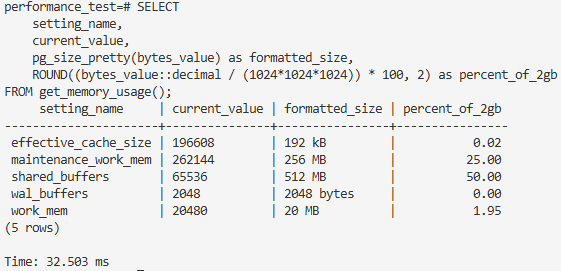 performance_test=# SELECT
    setting_name,
    current_value,
    pg_size_pretty(bytes_value) as formatted_size,
    ROUND((bytes_value::decimal / (1024*1024*1024)) * 100, 2) as percent_of_2gb
FROM get_memory_usage();
     setting_name     | current_value | formatted_size | percent_of_2gb
----------------------+---------------+----------------+----------------
 effective_cache_size | 196608        | 192 kB         |           0.02
 maintenance_work_mem | 262144        | 256 MB         |          25.00
 shared_buffers       | 65536         | 512 MB         |          50.00
 wal_buffers          | 2048          | 2048 bytes     |           0.00
 work_mem             | 20480         | 20 MB          |           1.95
(5 rows)
Time: 32.503 ms